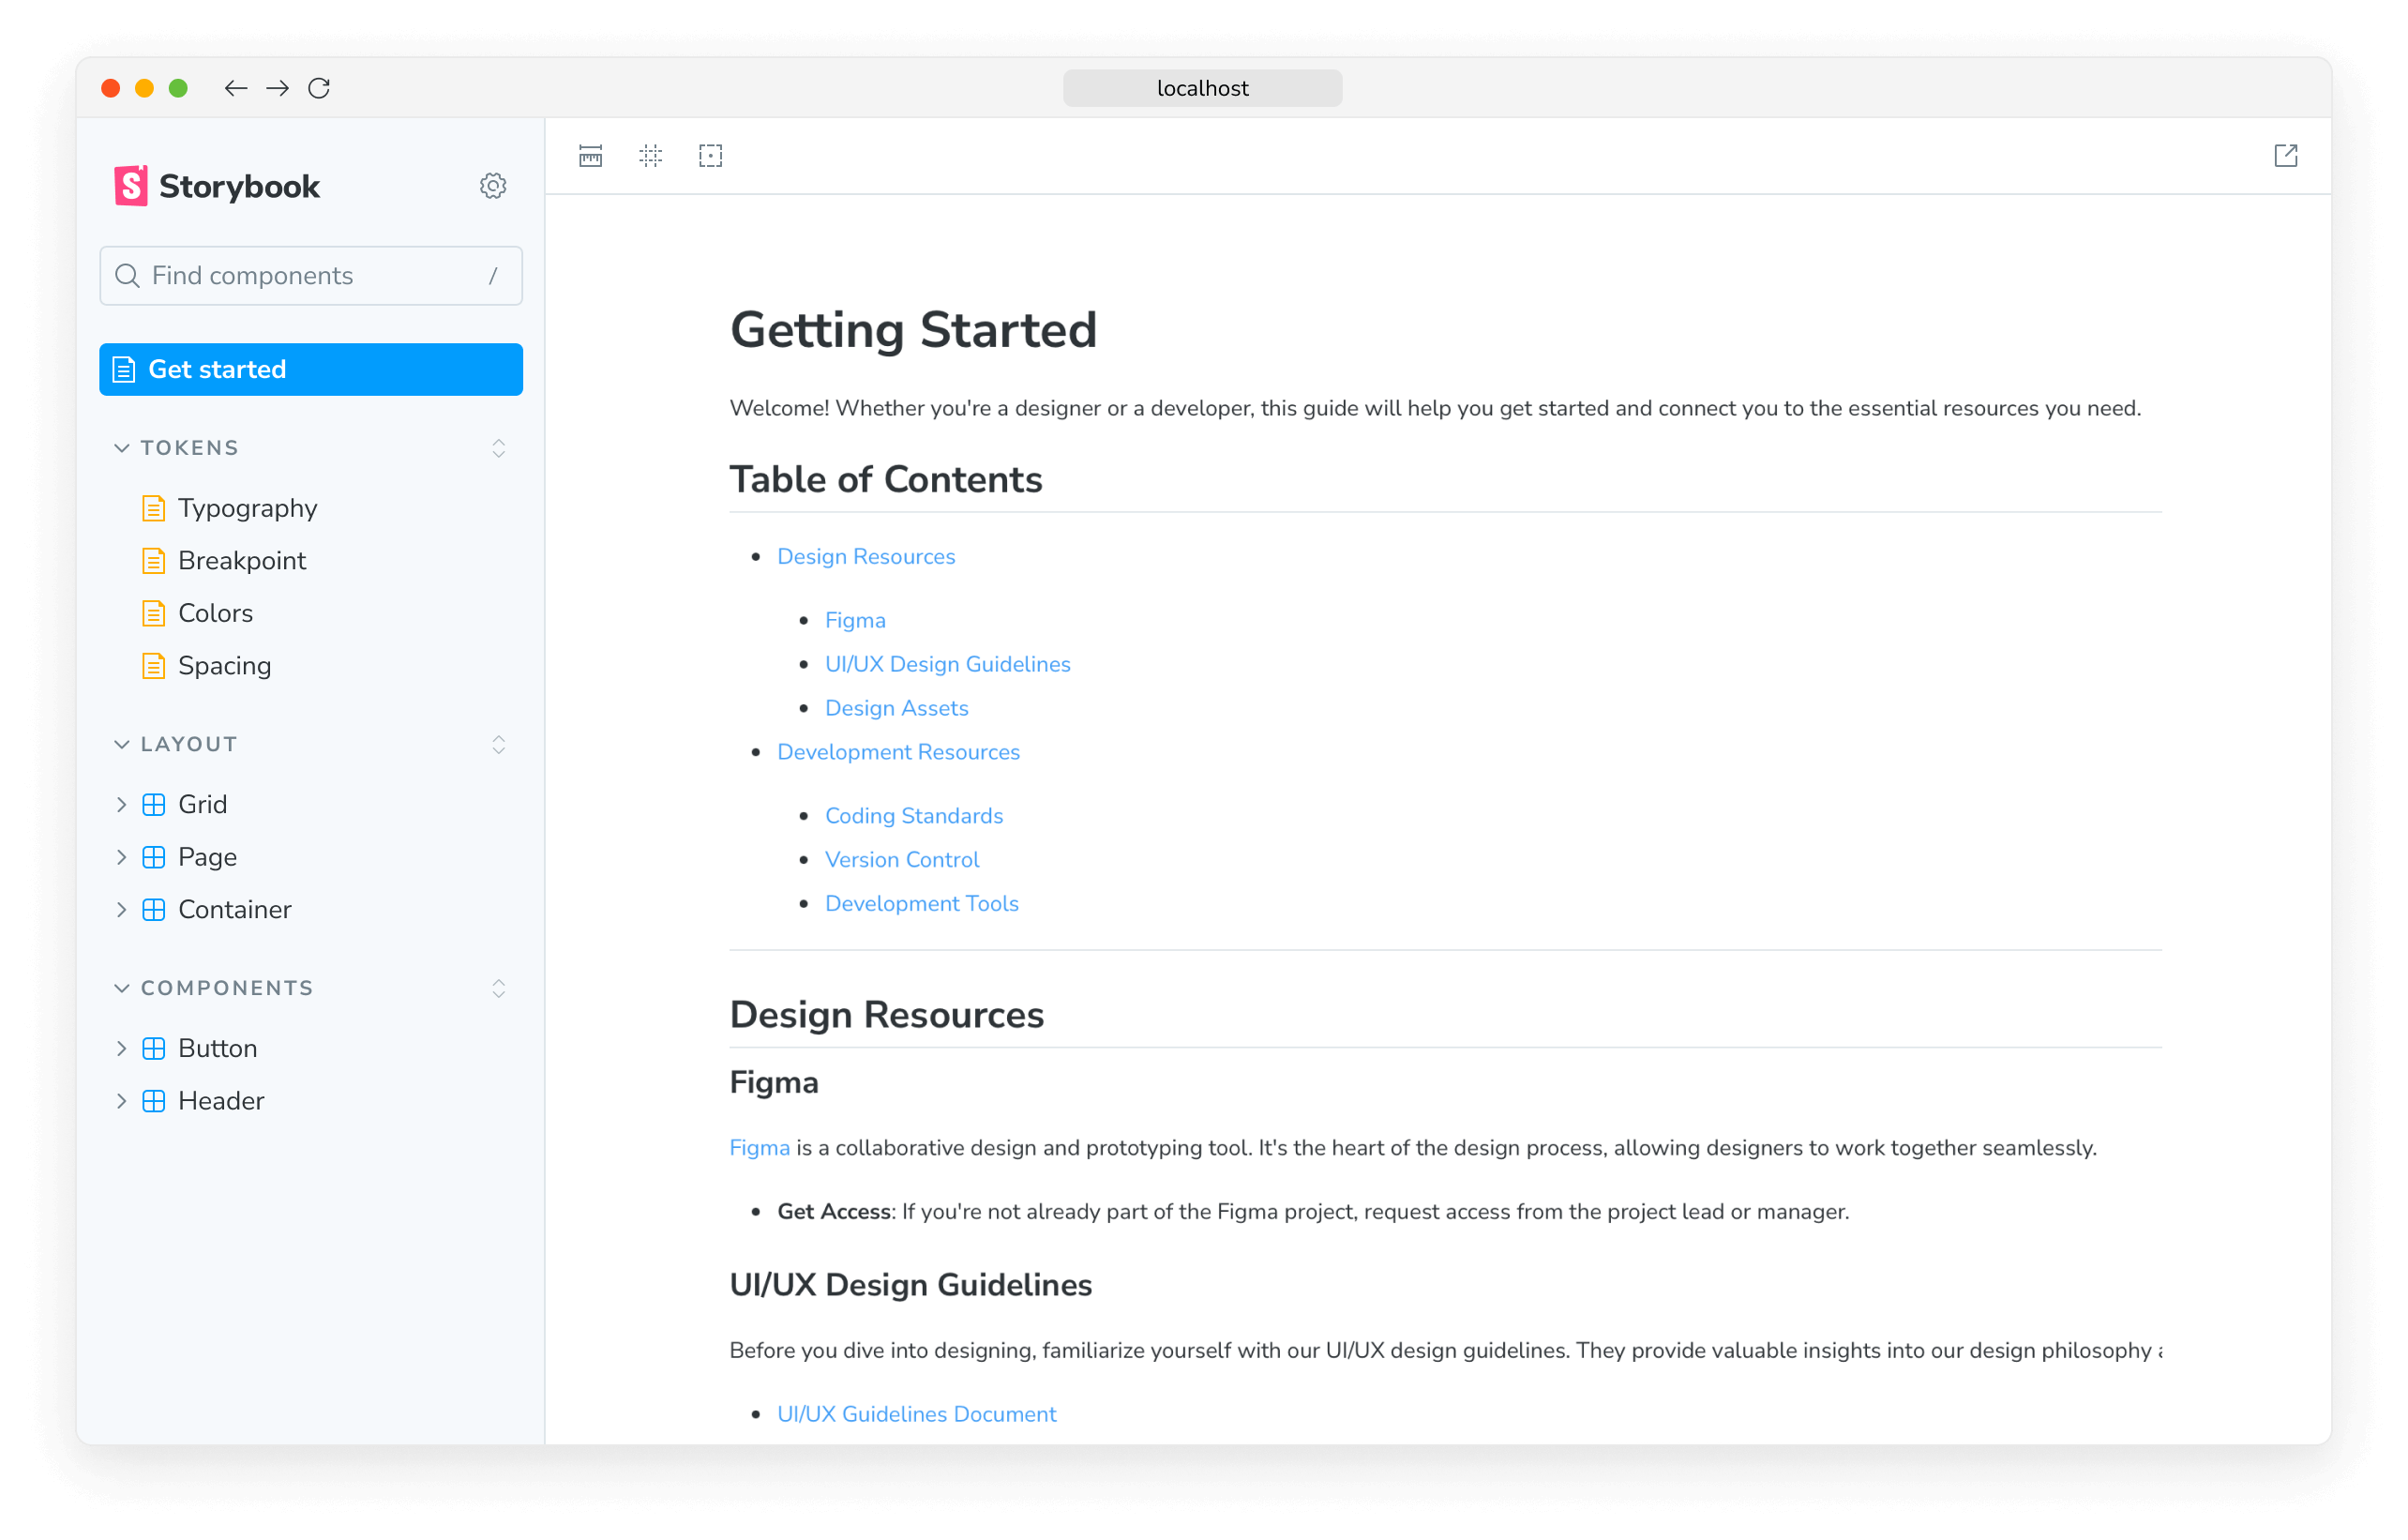 localhost
Storybook
Find components /
Get started
TOKENS
Typography
Breakpoint
Colors
Spacing
LAYOUT
Grid
Page
Container
COMPONENTS
Button
Header
Getting Started
Welcome! Whether you're a designer or a developer, this guide will help you get started and connect you to the essential resources you need.
Table of Contents
Design Resources
Figma
UI/UX Design Guidelines
Design Assets
Development Resources
Coding Standards
Version Control
Development Tools
Design Resources
Figma
Figma is a collaborative design and prototyping tool. It's the heart of the design process, allowing designers to work together seamlessly.
Get Access: If you're not already part of the Figma project, request access from the project lead or manager.
UI/UX Design Guidelines
Before you dive into designing, familiarize yourself with our UI/UX design guidelines. They provide valuable insights into our design philosophy
UI/UX Guidelines Document